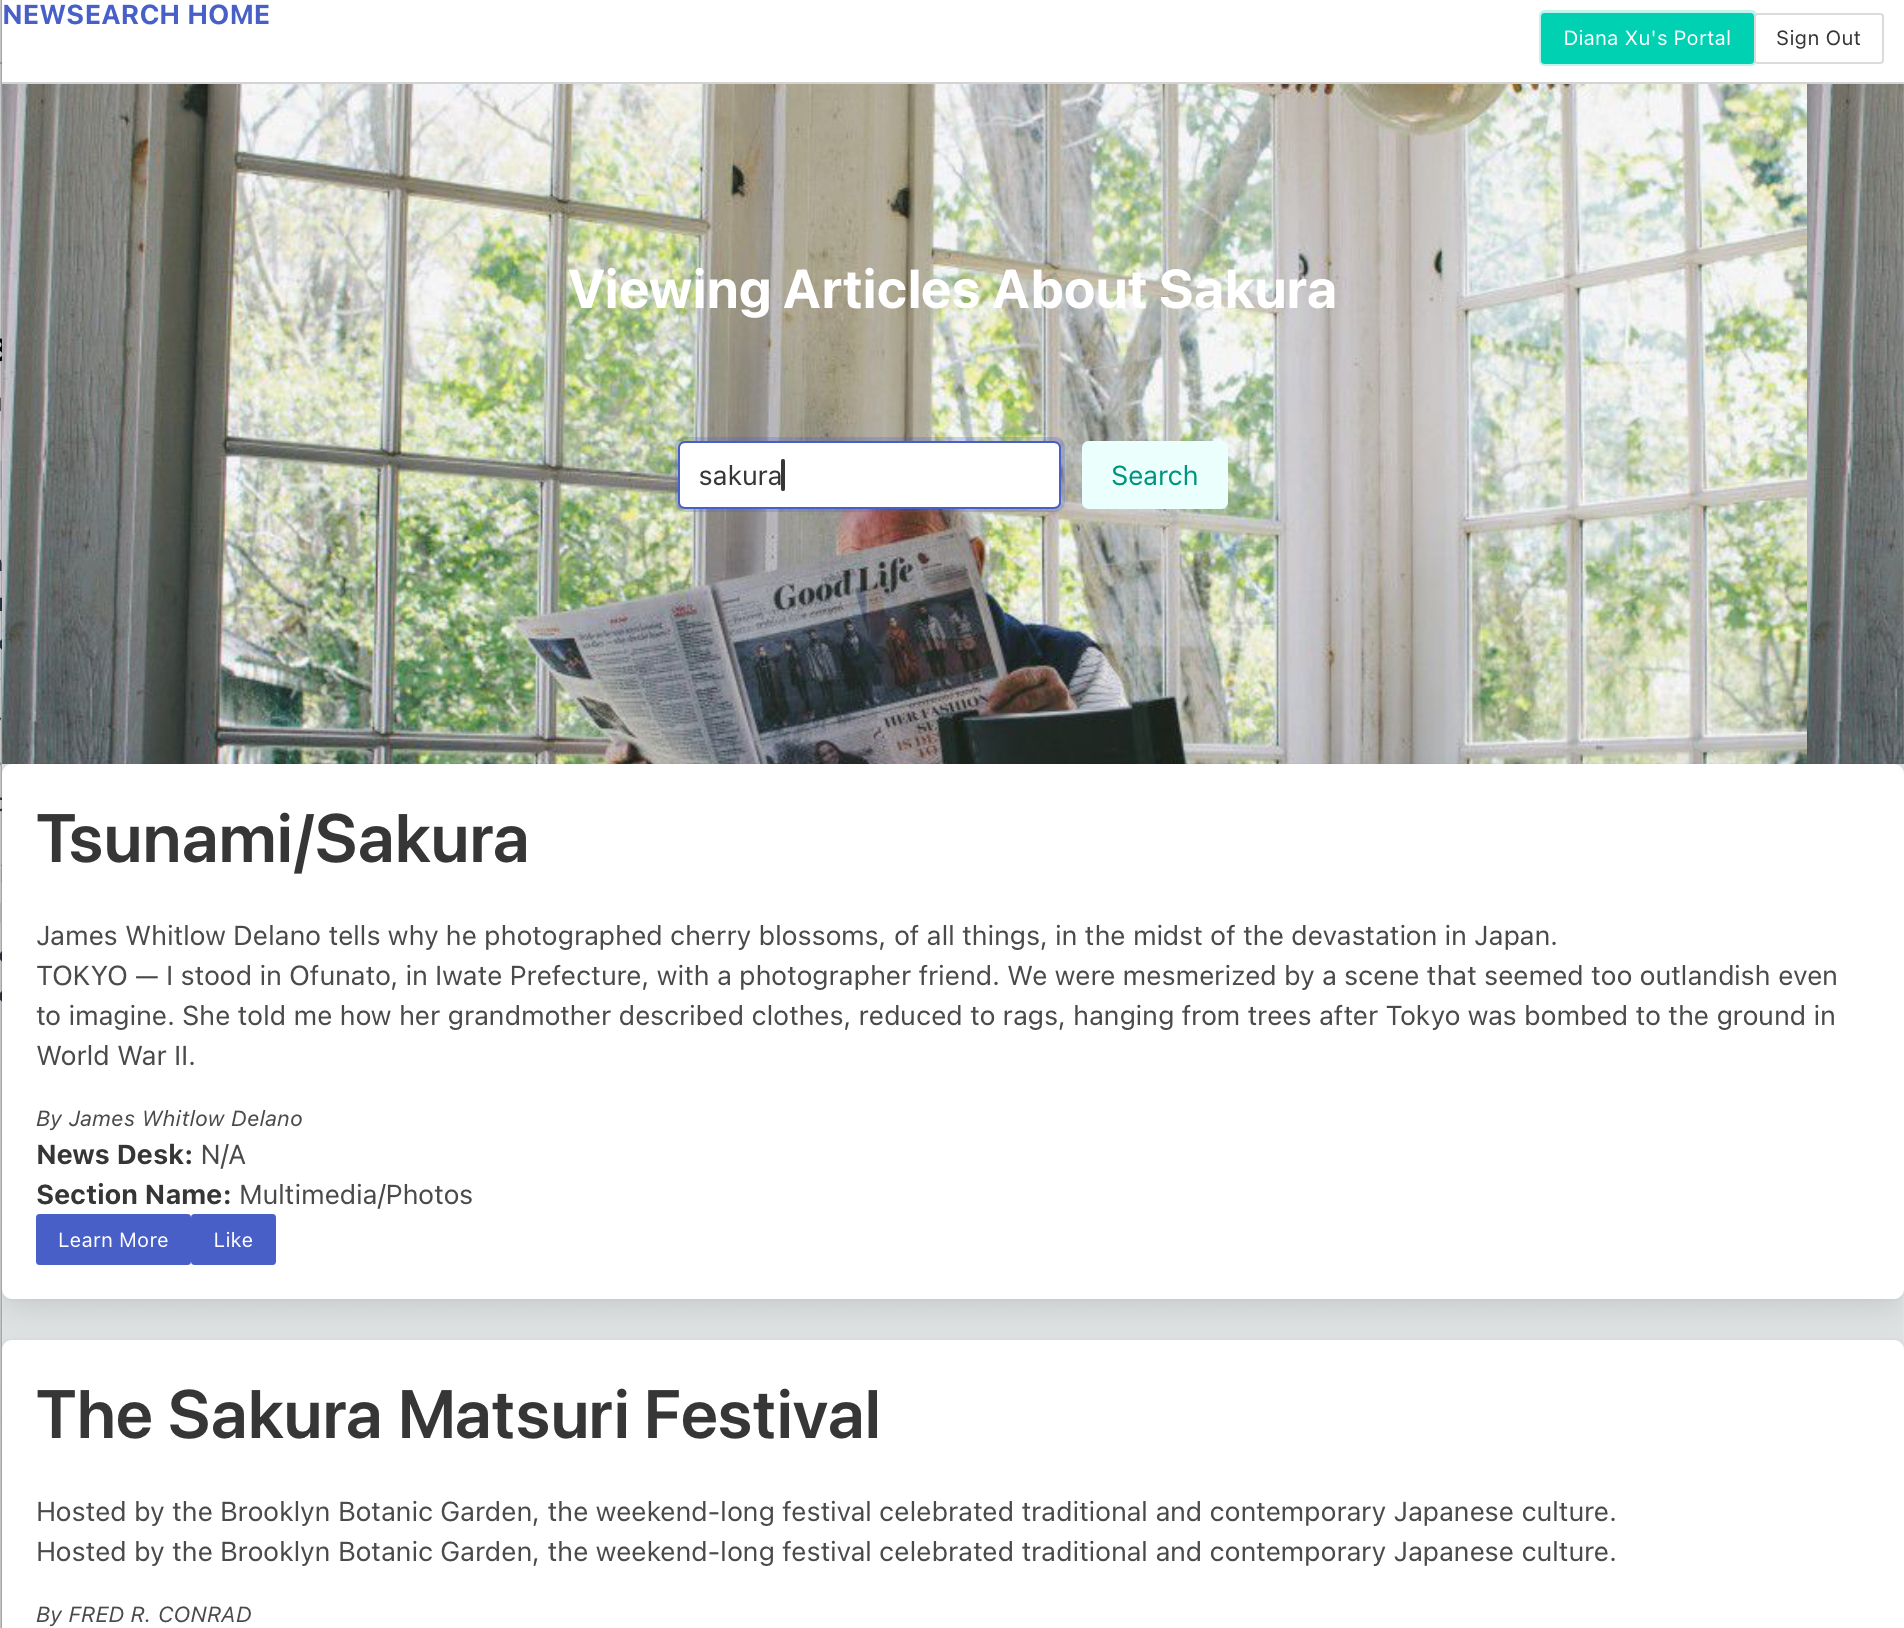 NEWSEARCH HOME
Diana Xu's Portal
Sign Out
Viewing Articles About Sakura
sakura
Search
Good Life
HER FASHION
Tsunami/Sakura
James Whitlow Delano tells why he photographed cherry blossoms, of all things, in the midst of the devastation in Japan.
TOKYO — I stood in Ofunato, in Iwate Prefecture, with a photographer friend. We were mesmerized by a scene that seemed too outlandish even
to imagine. She told me how her grandmother described clothes, reduced to rags, hanging from trees after Tokyo was bombed to the ground in
World War II.
By James Whitlow Delano
News Desk: N/A
Section Name: Multimedia/Photos
Learn More
Like
The Sakura Matsuri Festival
Hosted by the Brooklyn Botanic Garden, the weekend-long festival celebrated traditional and contemporary Japanese culture.
Hosted by the Brooklyn Botanic Garden, the weekend-long festival celebrated traditional and contemporary Japanese culture.
By FRED R. CONRAD